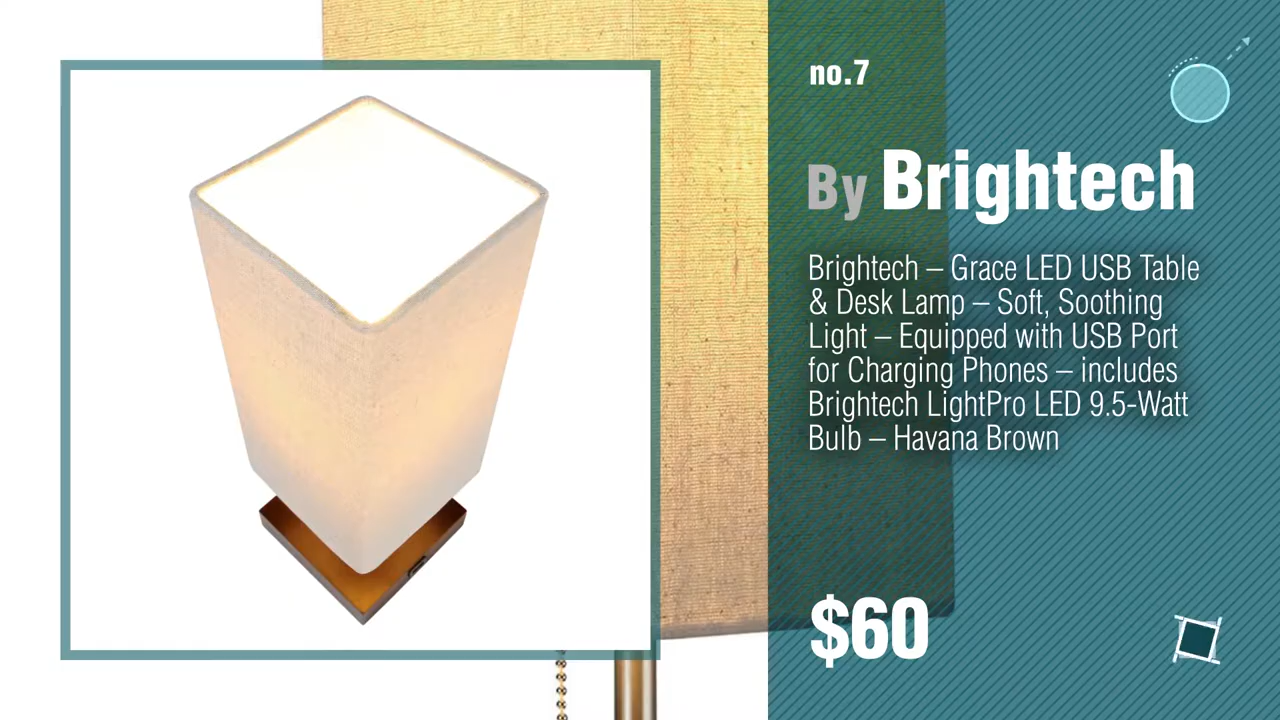 no.7
By Brightech
Brightech – Grace LED USB Table
& Desk Lamp – Soft, Soothing
Light – Equipped with USB Port
for Charging Phones – includes
Brightech LightPro LED 9.5-Watt
Bulb – Havana Brown
$60